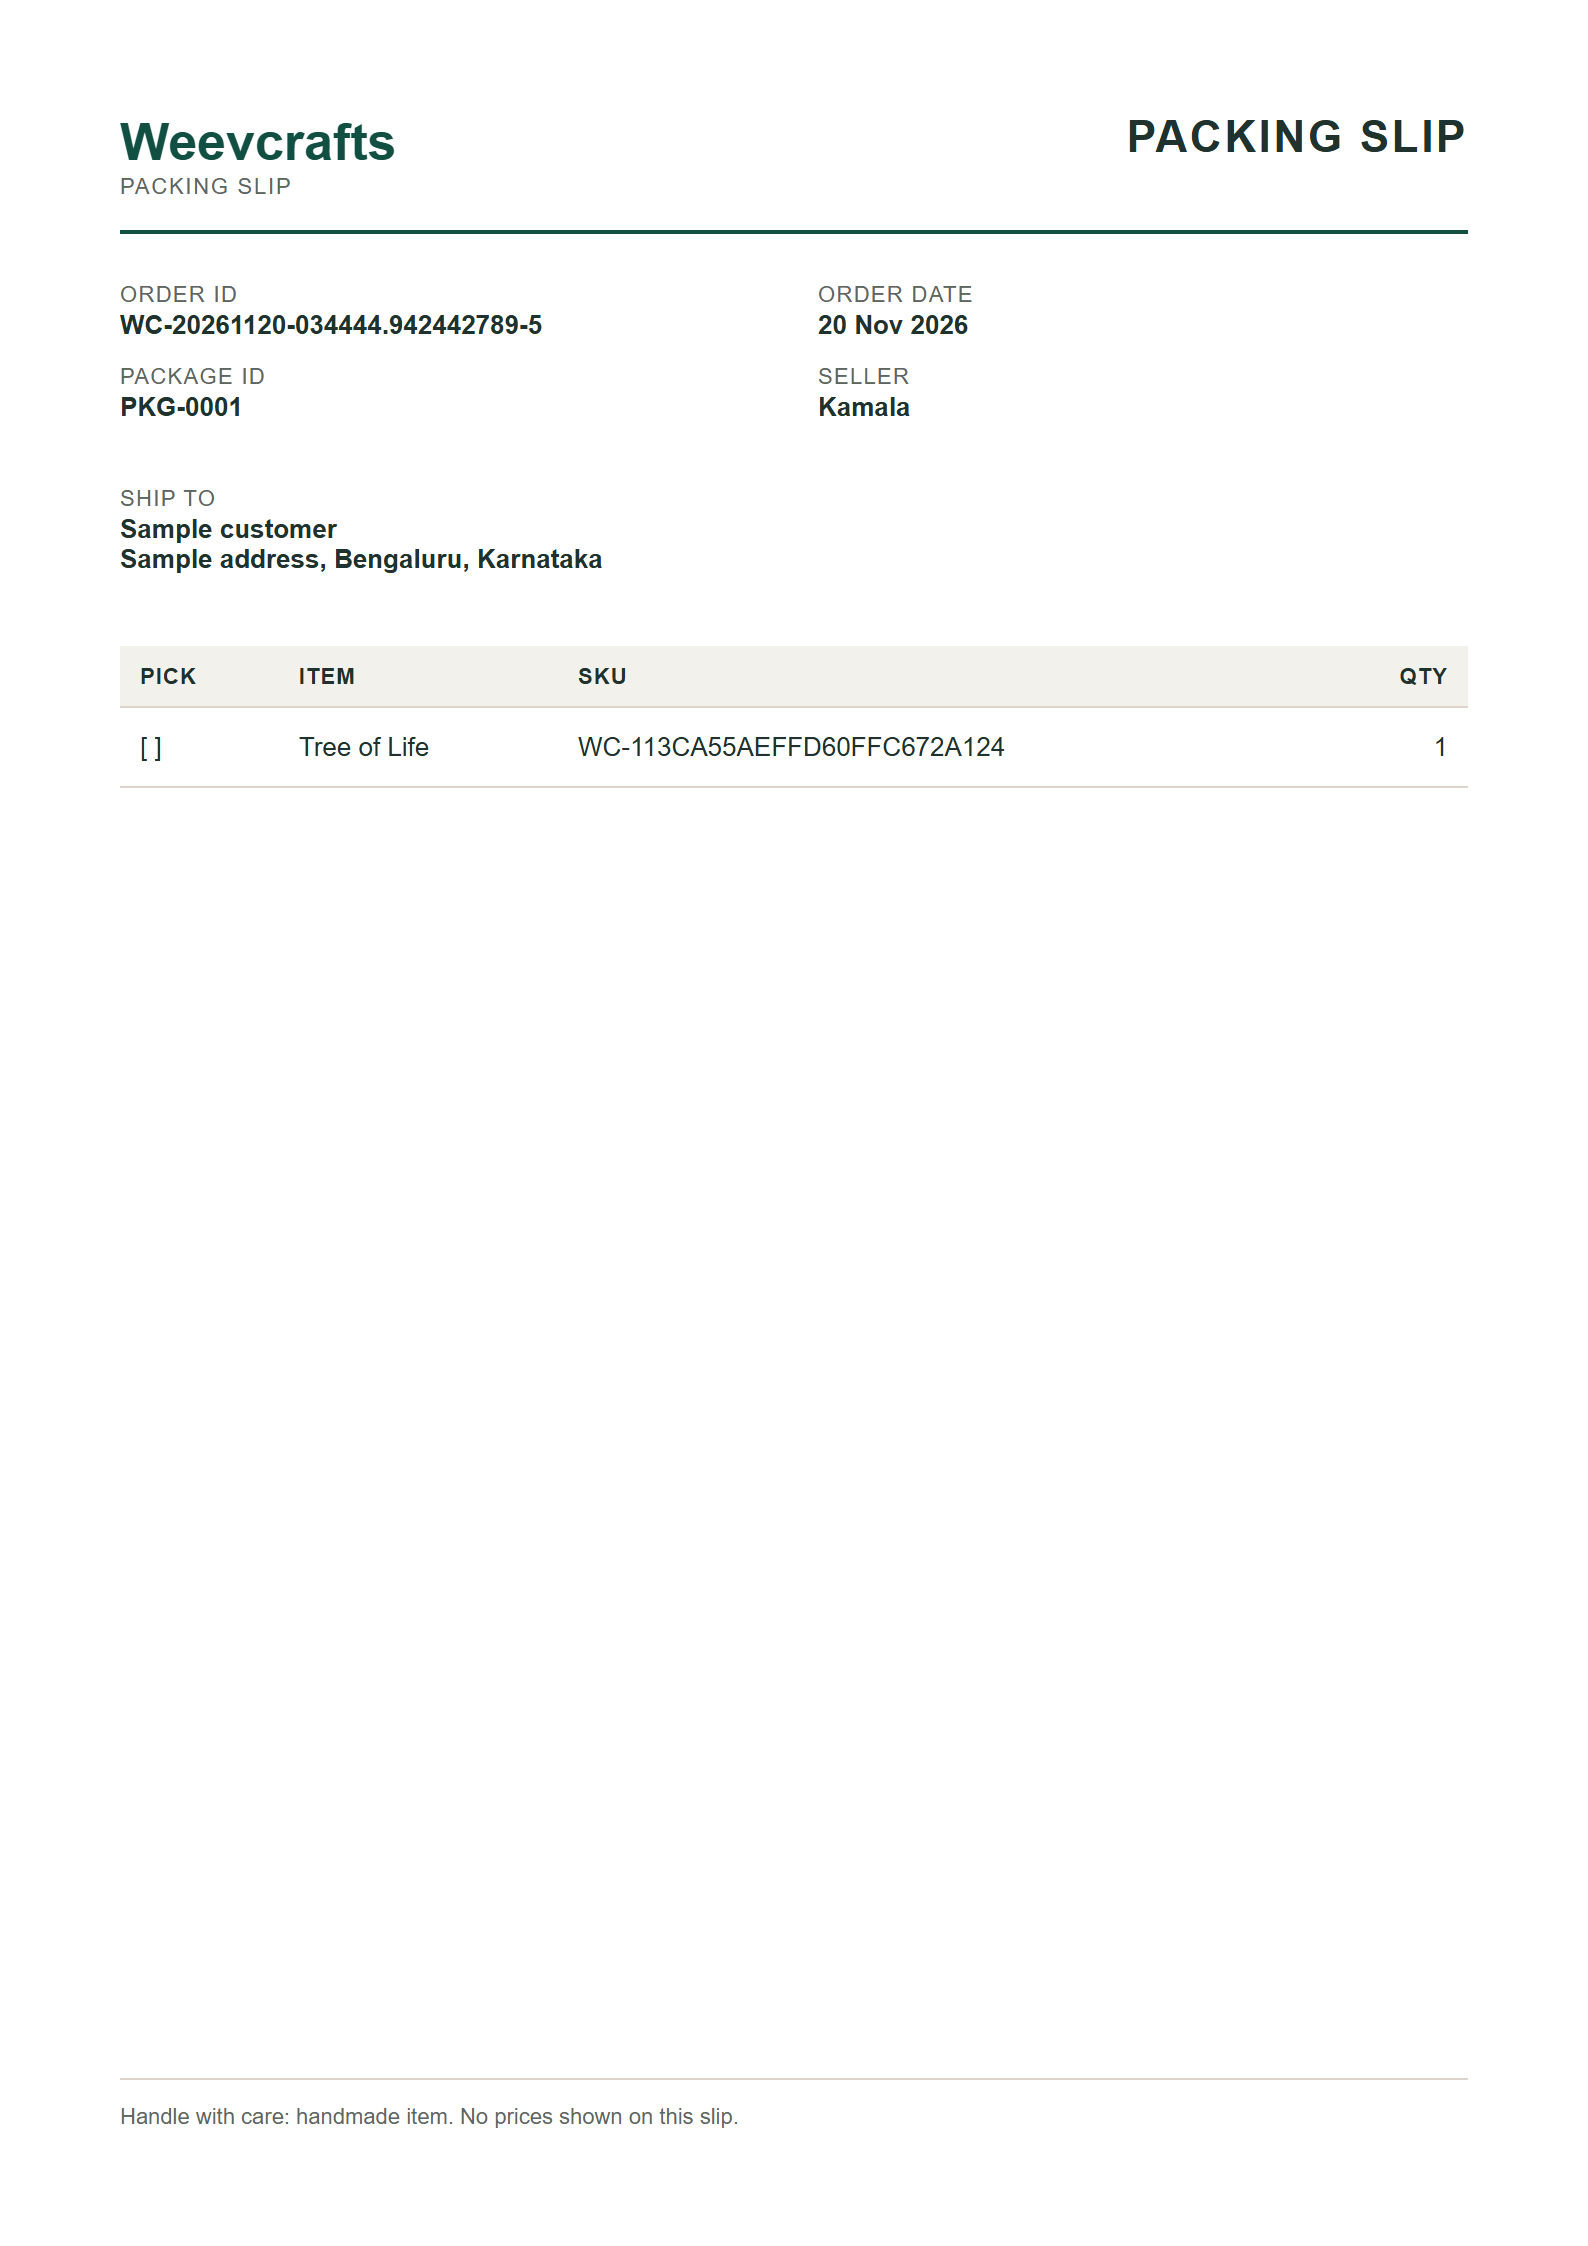 Weevcrafts
PACKING SLIP
PACKING SLIP
ORDER ID
WC-20261120-034444.942442789-5
ORDER DATE
20 Nov 2026
PACKAGE ID
PKG-0001
SELLER
Kamala
SHIP TO
Sample customer
Sample address, Bengaluru, Karnataka
PICK ITEM SKU QTY
[ ] Tree of Life WC-113CA55AEFFD60FFC672A124 1
Handle with care: handmade item. No prices shown on this slip.